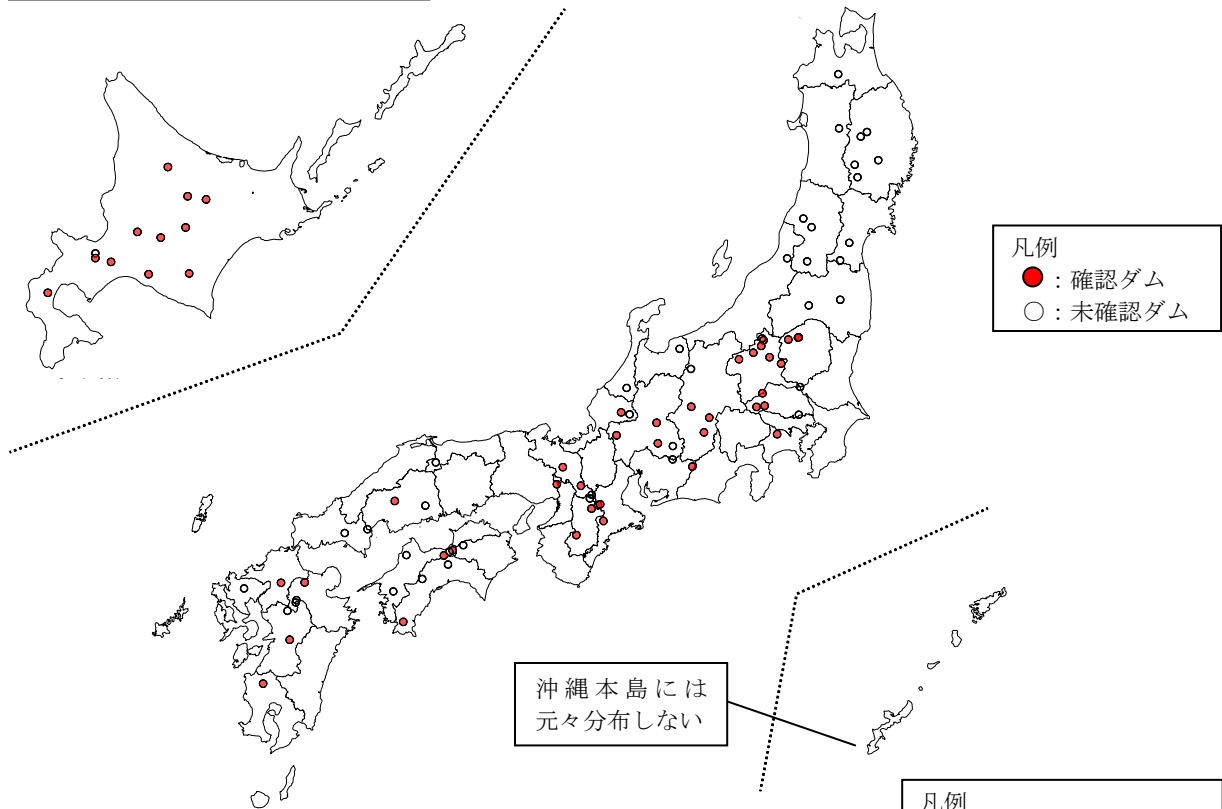 凡例
●：確認ダム
○：未確認ダム
沖縄本島には
元々分布しない
凡例